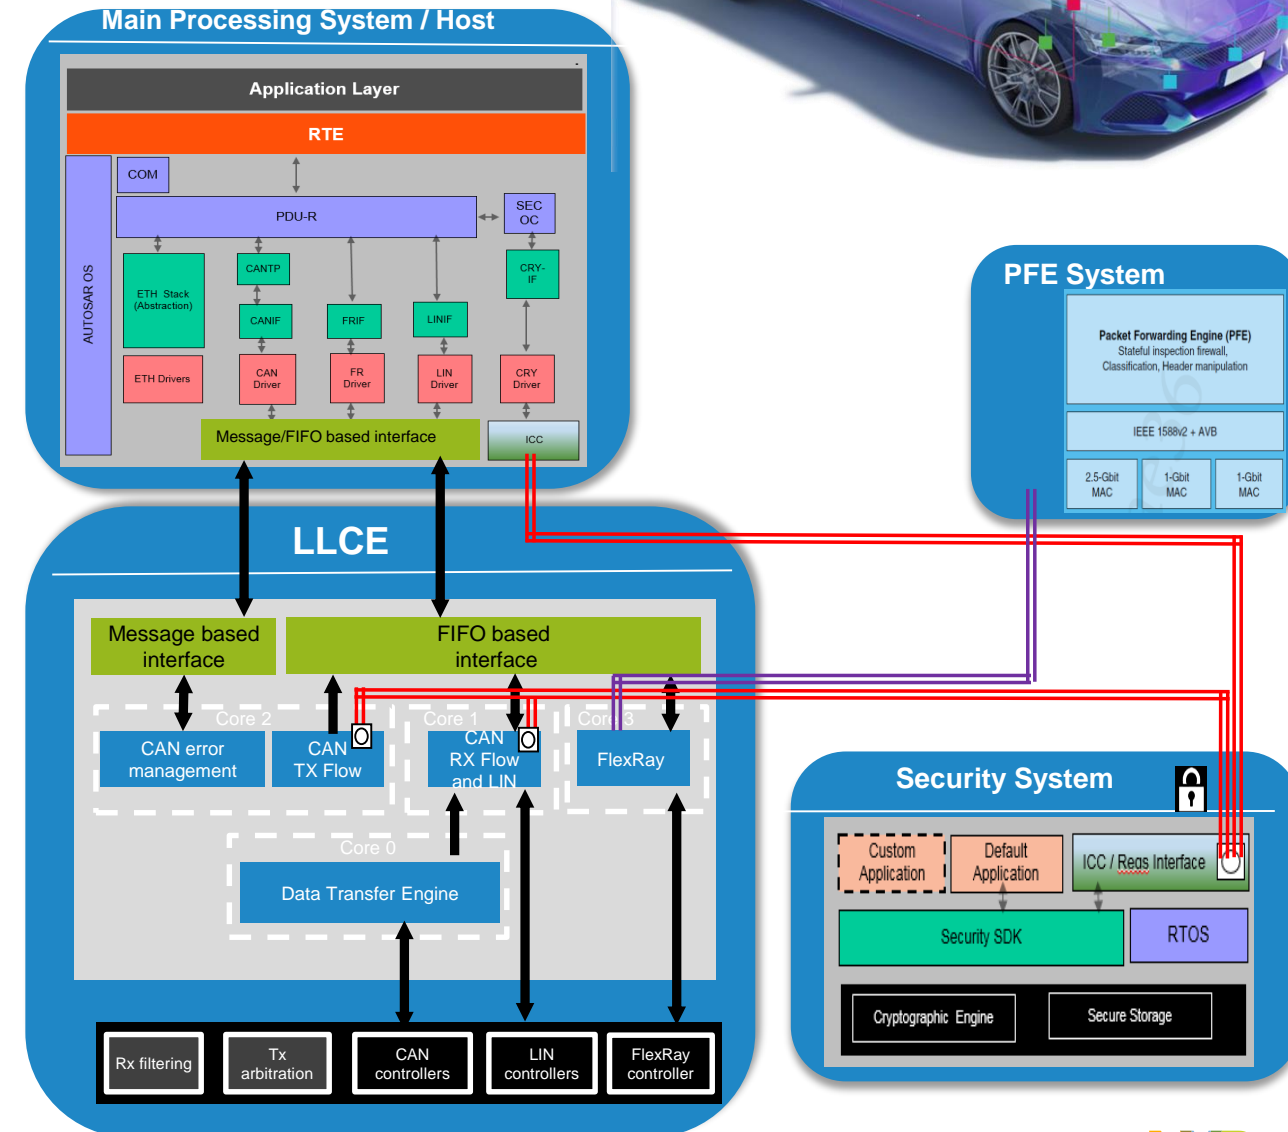 Main Processing System / Host
Application Layer
RTE
AUTOSAR OS
COM
PDU-R
SEC
OC
ETH Stack
(Abstraction)
CANTP
CRY-
IF
CANIF
FRIF
LINIF
ETH Drivers
CAN
Driver
FR
Driver
LIN
Driver
CRY
Driver
Message/FIFO based interface
ICC
PFE System
Packet Forwarding Engine (PFE)
Stateful inspection firewall,
Classification, Header manipulation
IEEE 1588v2 + AVB
2.5-Gbit
MAC
1-Gbit
MAC
1-Gbit
MAC
LLCE
Message based
interface
FIFO based
interface
Core 2
CAN error
management
CAN
TX Flow
Core 1
CAN
RX Flow
and LIN
Core 3
FlexRay
Core 0
Data Transfer Engine
Rx filtering
Tx
arbitration
CAN
controllers
LIN
controllers
FlexRay
controller
Security System
Custom
Application
Default
Application
ICC / Regs Interface
Security SDK
RTOS
Cryptographic Engine
Secure Storage